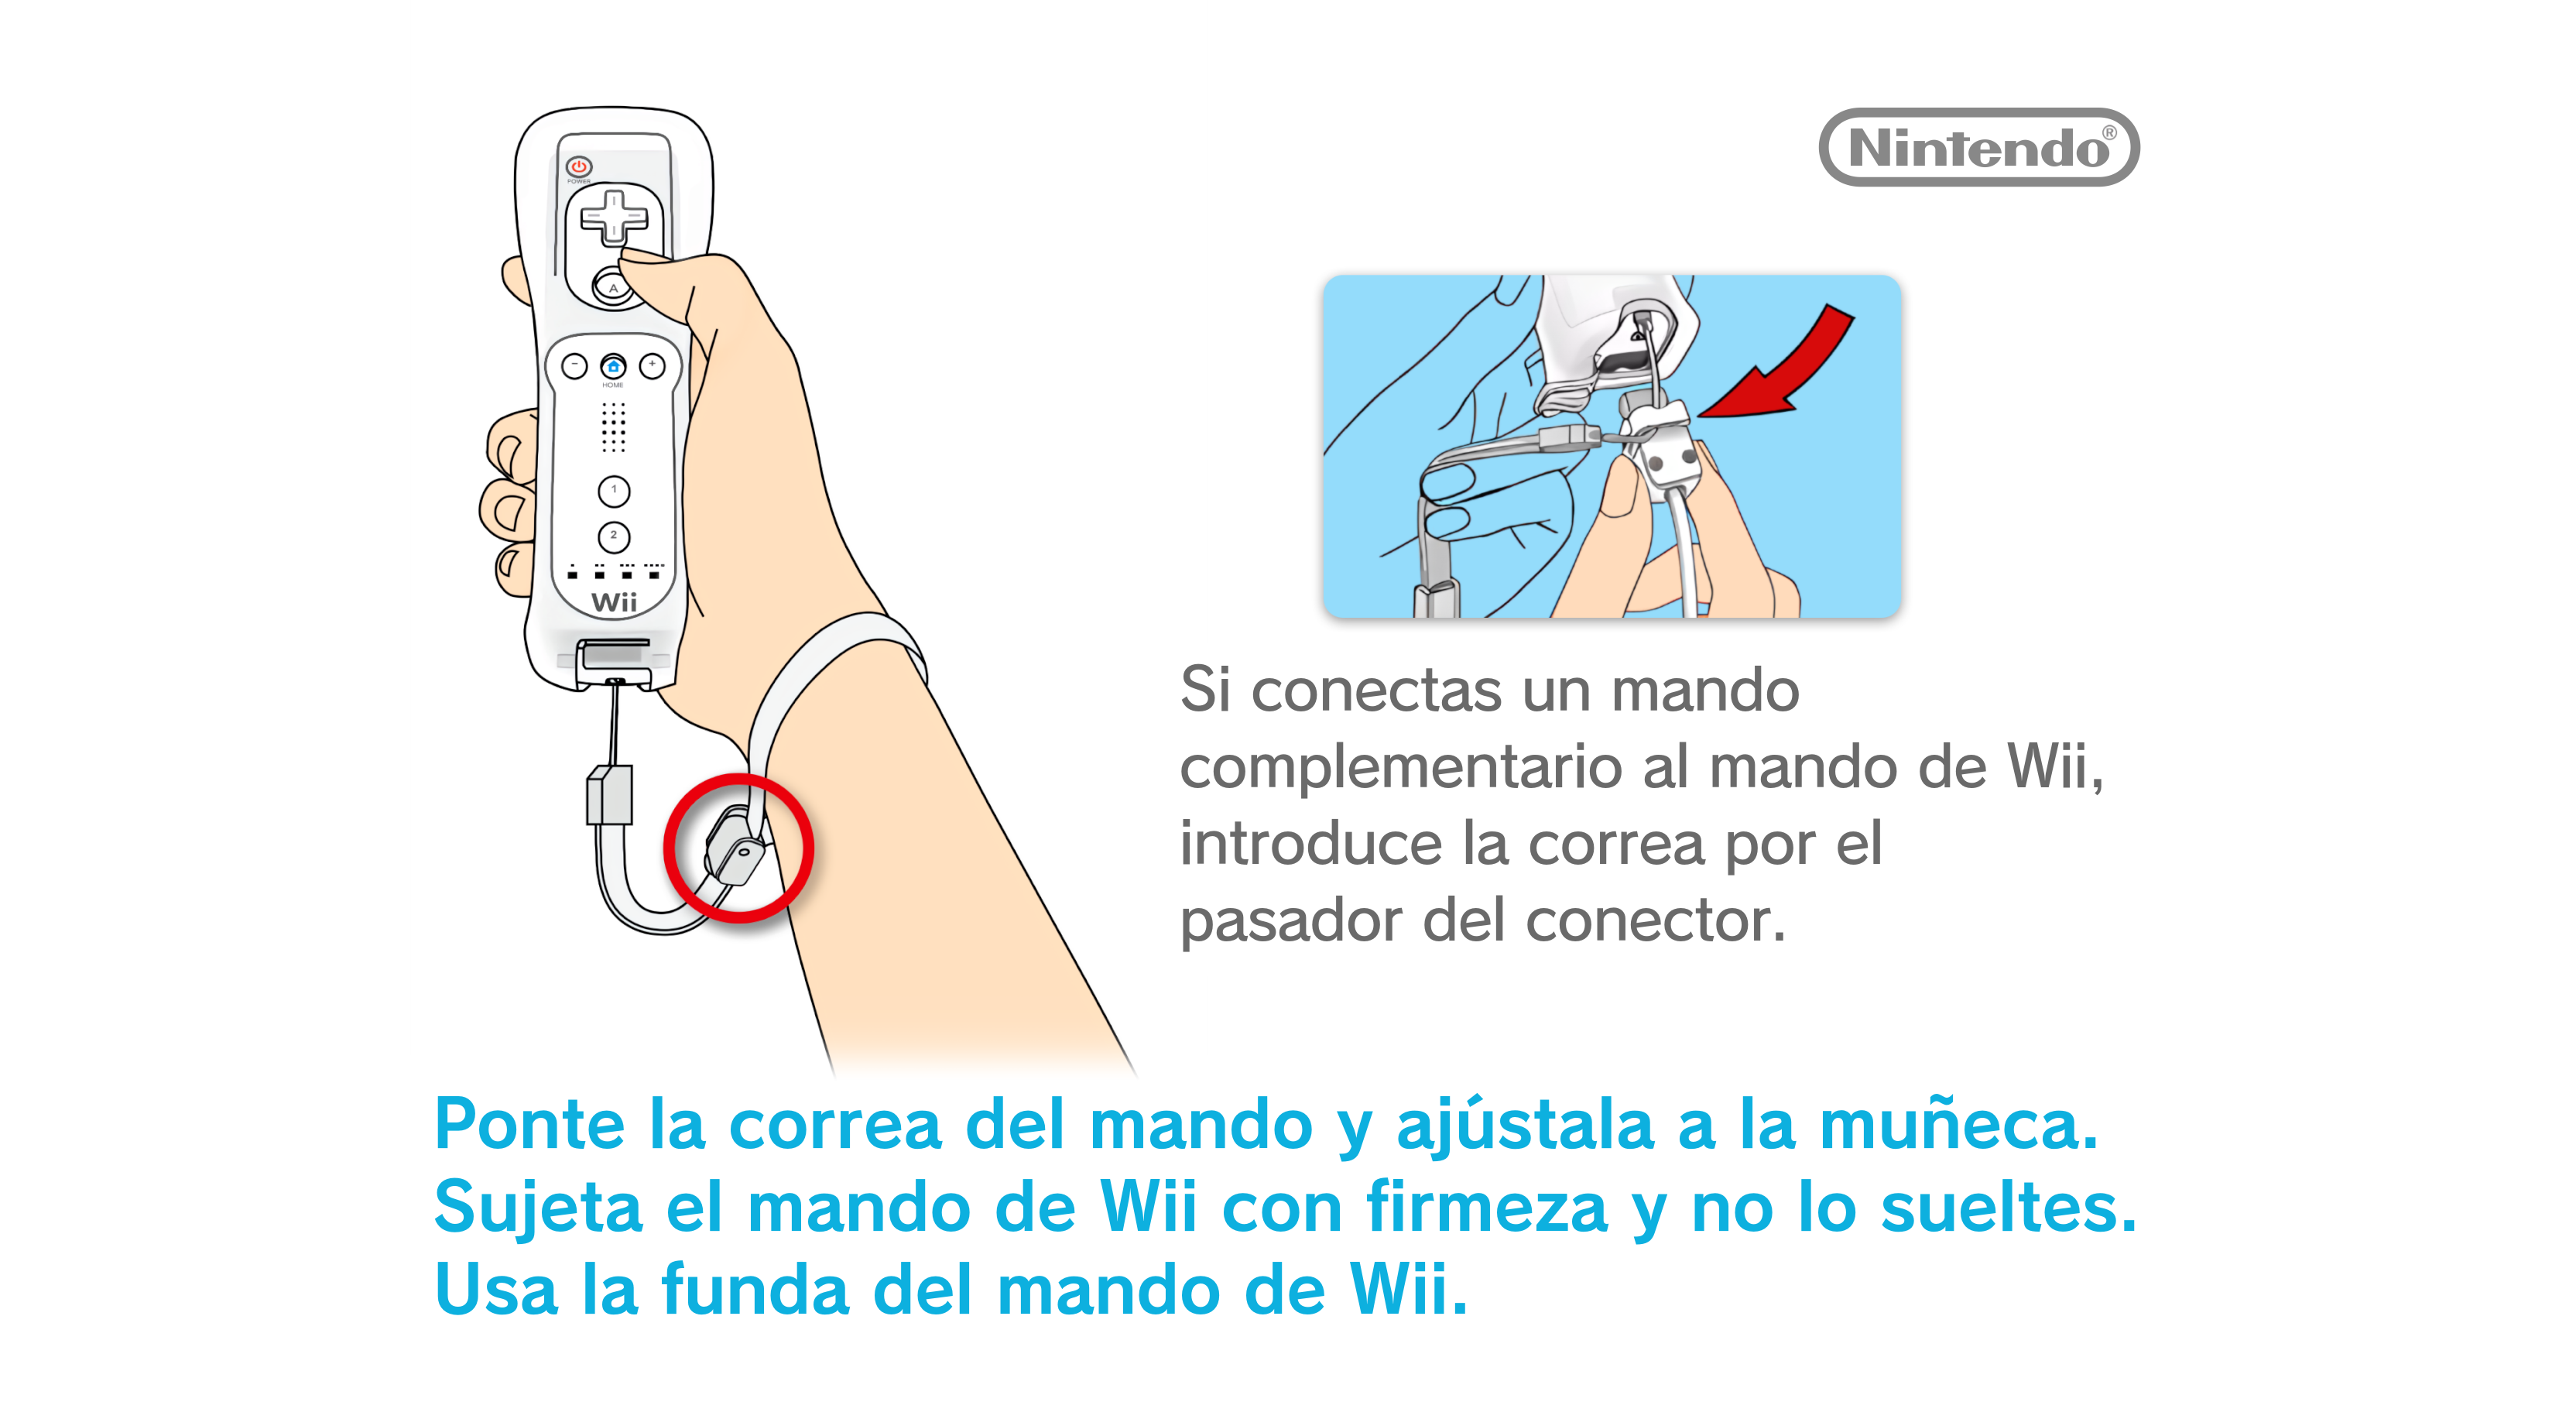 Nintendo®
POWER
A
HOME
1
2
Wii
Si conectas un mando
complementario al mando de Wii,
introduce la correa por el
pasador del conector.
Ponte la correa del mando y ajústala a la muñeca.
Sujeta el mando de Wii con firmeza y no lo sueltes.
Usa la funda del mando de Wii.